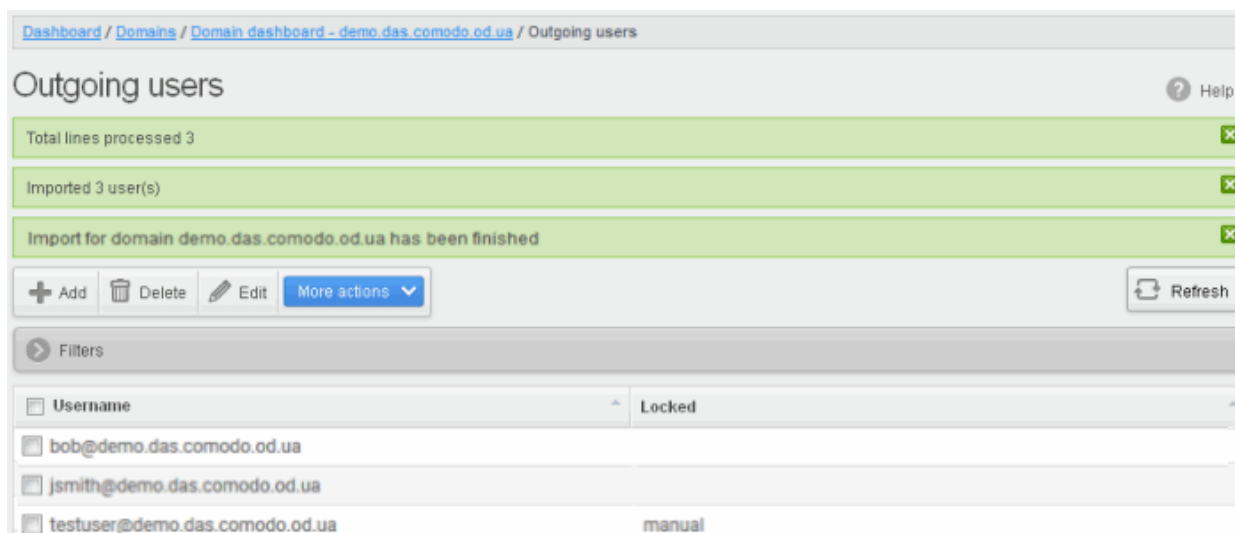 Dashboard / Domains / Domain dashboard - demo.das.comodo.od.ua / Outgoing users
Outgoing users
Help
Total lines processed 3
Imported 3 user(s)
Import for domain demo.das.comodo.od.ua has been finished
Add Delete Edit More actions Refresh
Filters
Username Locked
bob@demo.das.comodo.od.ua
jsmith@demo.das.comodo.od.ua
testuser@demo.das.comodo.od.ua manual